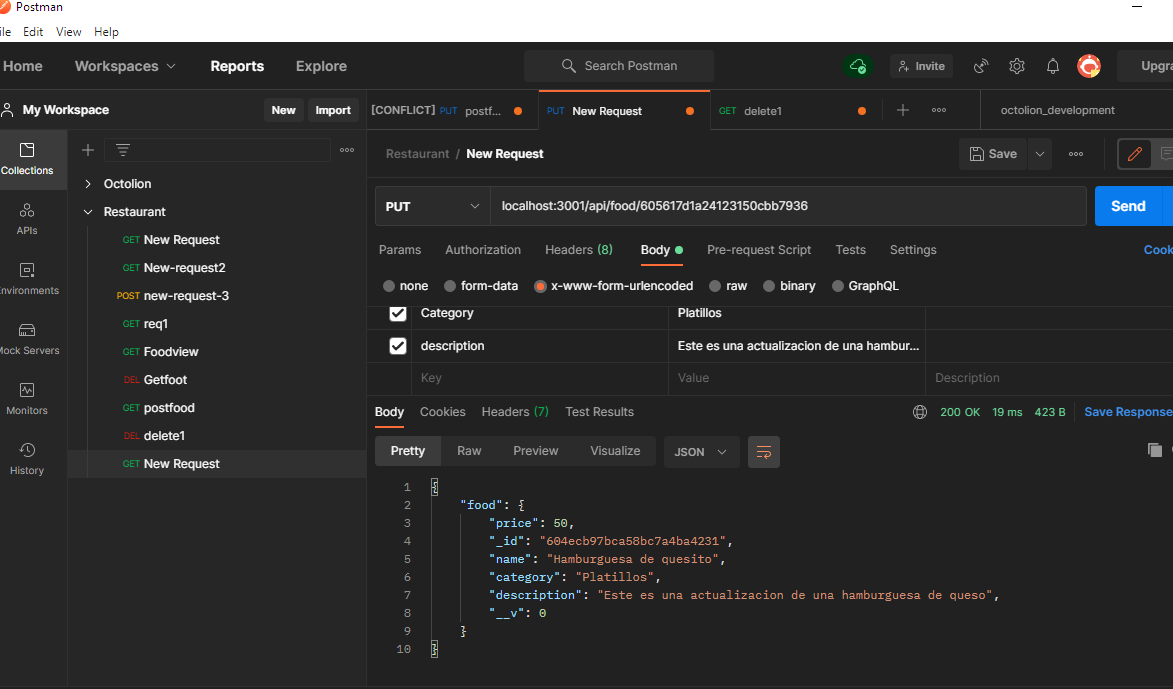 Postman
ile Edit View Help
Home Workspaces Reports Explore Search Postman Invite Upgra
My Workspace New Import [CONFLICT] PUT postf... PUT New Request GET delete1 octolion_development
Collections
APIs
nvironments
Mock Servers
Monitors
History
Octolion
Restaurant
GET New Request
GET New-request2
POST new-request-3
GET req1
GET Foodview
DEL Getfoot
GET postfood
DEL delete1
GET New Request
Restaurant / New Request Save
PUT localhost:3001/api/food/605617d1a24123150cbb7936 Send
Params Authorization Headers (8) Body Pre-request Script Tests Settings Cook
none form-data x-www-form-urlencoded raw binary GraphQL
Category Platillos
description Este es una actualizacion de una hambur...
Key Value Description
Body Cookies Headers (7) Test Results 200 OK 19 ms 423 B Save Response
Pretty Raw Preview Visualize JSON
1 {
2 "food": {
3 "price": 50,
4 "_id": "604ecb97bca58bc7a4ba4231",
5 "name": "Hamburguesa de quesito",
6 "category": "Platillos",
7 "description": "Este es una actualizacion de una hamburguesa de queso",
8 "__v": 0
9 }
10 }